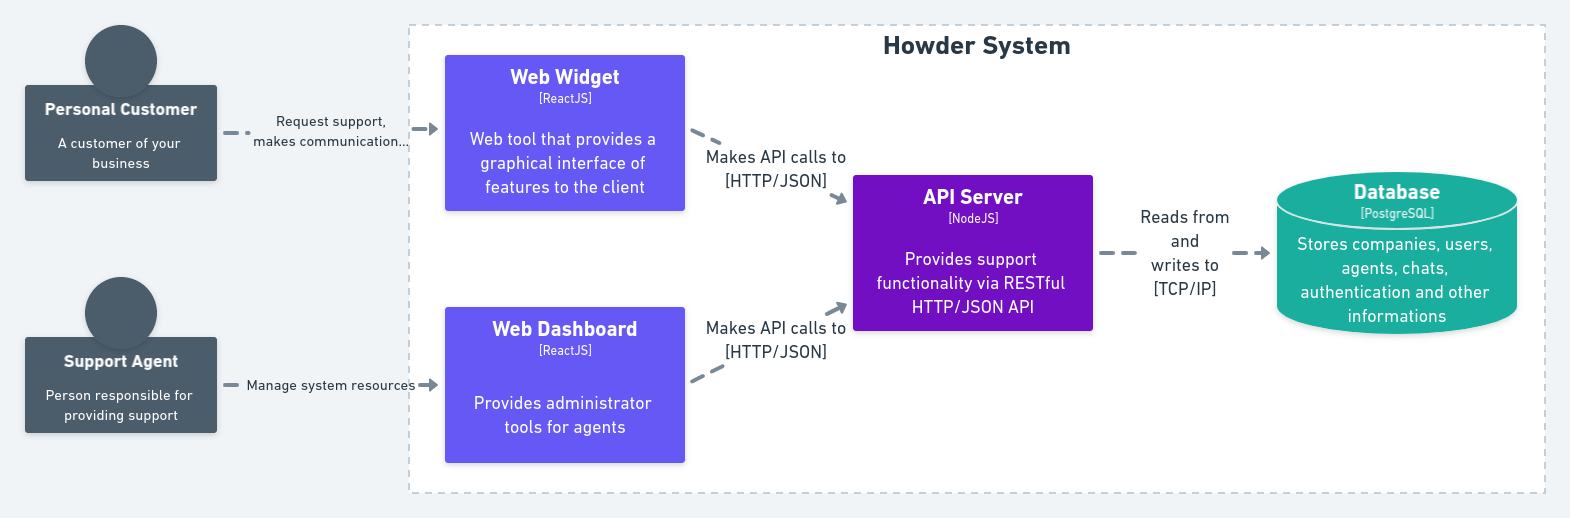 Howder System
Personal Customer
A customer of your
business
Request support,
makes communication...
Web Widget
[ReactJS]
Web tool that provides a
graphical interface of
features to the client
Makes API calls to
[HTTP/JSON]
API Server
[NodeJS]
Provides support
functionality via RESTful
HTTP/JSON API
Reads from
and
writes to
[TCP/IP]
Database
[PostgreSQL]
Stores companies, users,
agents, chats,
authentication and other
informations
Support Agent
Person responsible for
providing support
Manage system resources
Web Dashboard
[ReactJS]
Provides administrator
tools for agents
Makes API calls to
[HTTP/JSON]